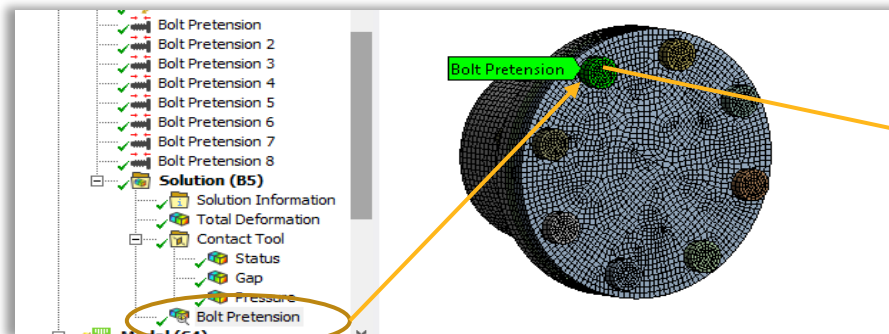 Bolt Pretension
Bolt Pretension 2
Bolt Pretension 3
Bolt Pretension 4
Bolt Pretension 5
Bolt Pretension 6
Bolt Pretension 7
Bolt Pretension 8
Solution (B5)
Solution Information
Total Deformation
Contact Tool
Status
Gap
Pressure
Bolt Pretension
Model (C4)
Bolt Pretension